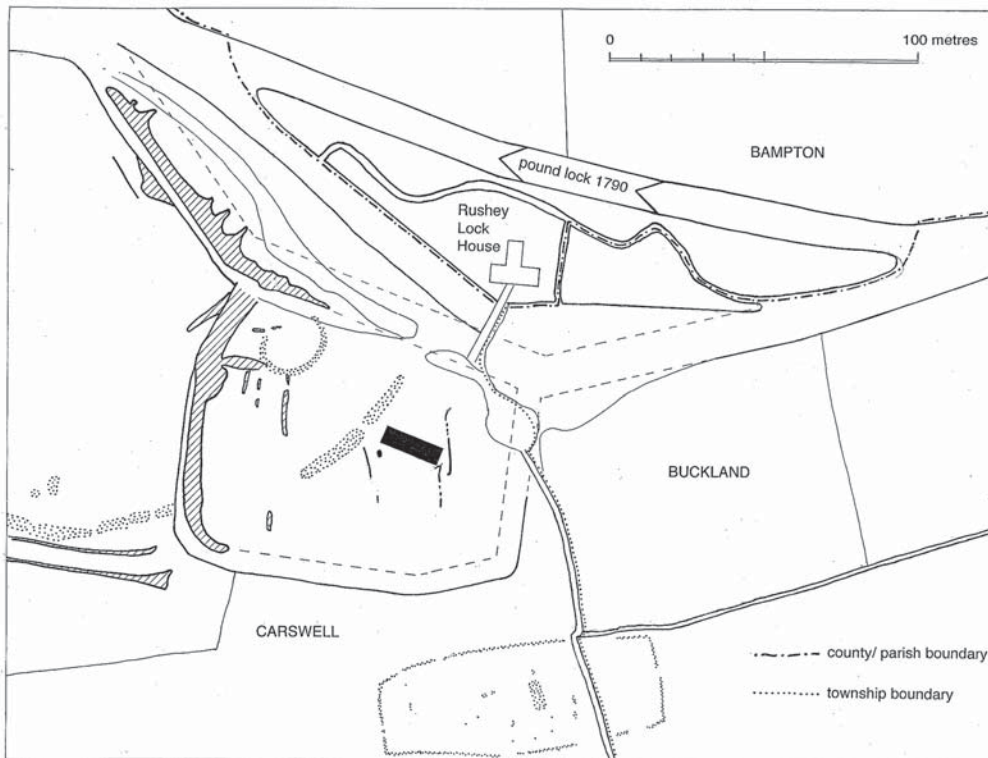 0 100 metres
BAMPTON
pound lock 1790
Rushey
Lock
House
BUCKLAND
CARSWELL
county/ parish boundary
township boundary